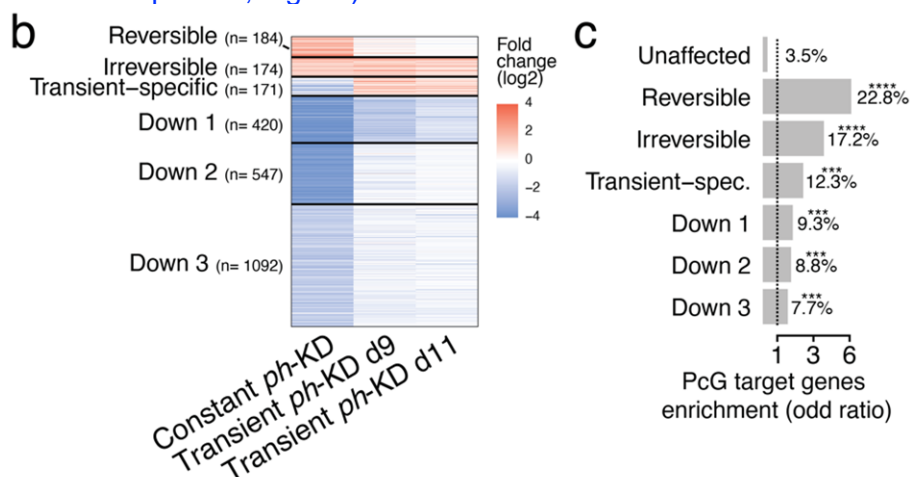 b
Reversible (n= 184)
Irreversible (n= 174)
Transient–specific (n= 171)
Down 1 (n= 420)
Down 2 (n= 547)
Down 3 (n= 1092)
Constant ph-KD
Transient ph-KD d9
Transient ph-KD d11
Fold
change
(log2)
4
2
0
−2
−4
c
Unaffected 3.5%
Reversible **** 22.8%
Irreversible **** 17.2%
Transient–spec. *** 12.3%
Down 1 *** 9.3%
Down 2 *** 8.8%
Down 3 *** 7.7%
1 3 6
PcG target genes
enrichment (odd ratio)